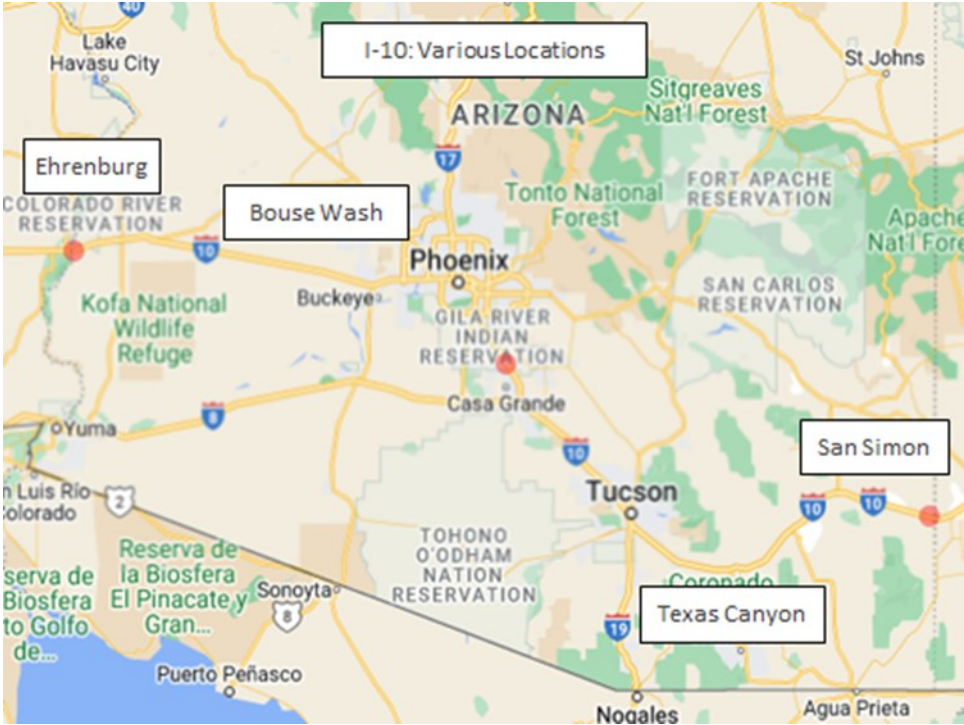 40
Lake
Havasu City
I-10: Various Locations
St Johns
Sitgreaves
Nat'l Forest
ARIZONA
17
Ehrenburg
COLORADO RIVER
RESERVATION
Bouse Wash
Tonto National
Forest
FORT APACHE
RESERVATION
Apache
Nat'l Fore
10
Phoenix
Buckeye
SAN CARLOS
RESERVATION
Kofa National
Wildlife
Refuge
GILA RIVER
INDIAN
RESERVATION
Casa Grande
8
Yuma
10
San Simon
n Luis Río
Colorado
2
Tucson
10
10
TOHONO
O'ODHAM
NATION
RESERVATION
Reserva de
la Biosfera
El Pinacate y
Gran...
serva de
Biosfera
to Golfo
de...
Sonoyta
8
Coronado
Texas Canyon
19
Puerto Peñasco
Nogales
Agua Prieta